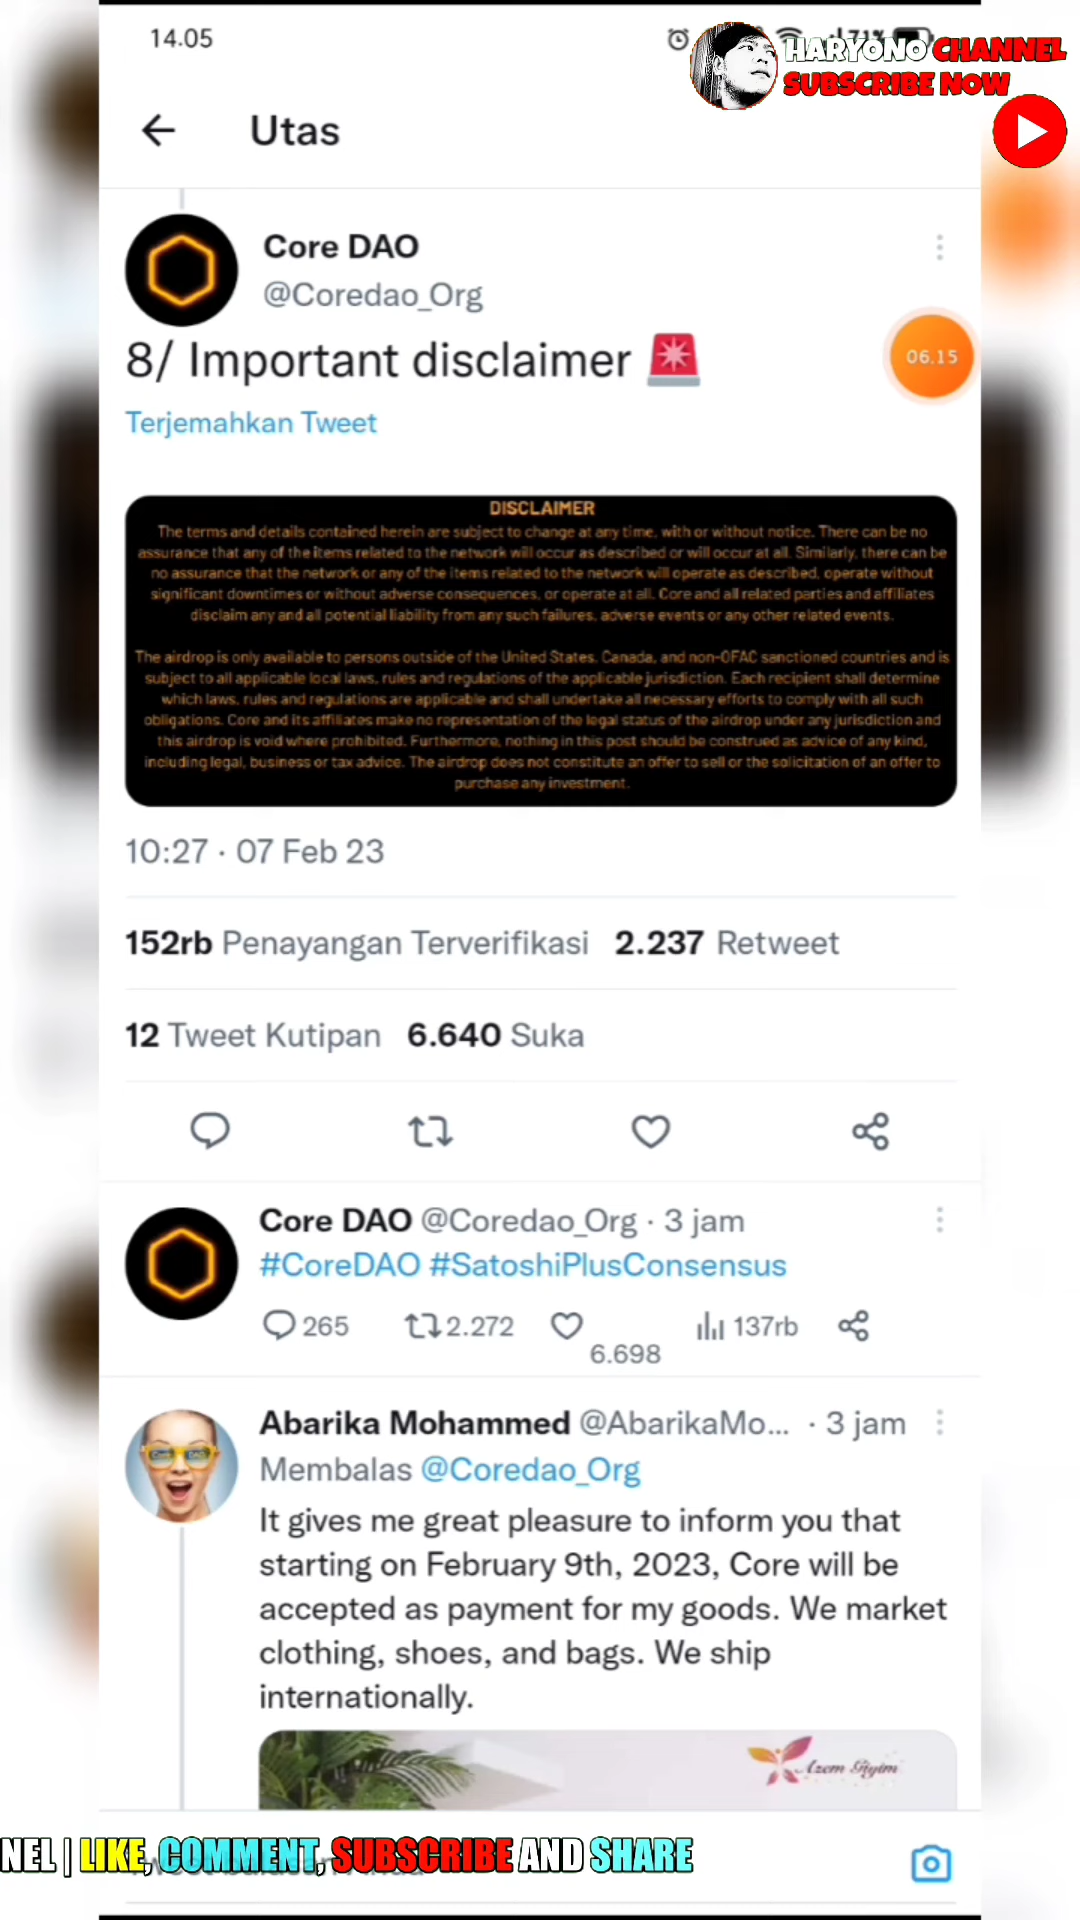 14.05
71%
HARYONO CHANNEL
SUBSCRIBE NOW
Utas
Core DAO
@Coredao_Org
8/ Important disclaimer
06.15
Terjemahkan Tweet
DISCLAIMER
The terms and details contained herein are subject to change at any time, with or without notice. There can be no
assurance that any of the items related to the network will occur as described or will occur at all. Similarly, there can be
no assurance that the network or any of the items related to the network will operate as described, operate without
significant downtimes or without adverse consequences, or operate at all. Core and all related parties and affiliates
disclaim any and all potential liability from any such failures, adverse events or any other related events.
The airdrop is only available to persons outside of the United States, Canada, and non-OFAC sanctioned countries and is
subject to all applicable local laws, rules and regulations of the applicable jurisdiction. Each recipient shall determine
which laws, rules and regulations are applicable and shall undertake all necessary efforts to comply with all such
obligations. Core and its affiliates make no representation of the legal status of the airdrop under any jurisdiction and
this airdrop is void where prohibited. Furthermore, nothing in this post should be construed as advice of any kind,
including legal, business or tax advice. The airdrop does not constitute an offer to sell or the solicitation of an offer to
purchase any investment.
10:27 · 07 Feb 23
152rb Penayangan Terverifikasi 2.237 Retweet
12 Tweet Kutipan 6.640 Suka
Core DAO @Coredao_Org · 3 jam
#CoreDAO #SatoshiPlusConsensus
265 2.272 6.698 137rb
Abarika Mohammed @AbarikaMo... · 3 jam
Membalas @Coredao_Org
It gives me great pleasure to inform you that
starting on February 9th, 2023, Core will be
accepted as payment for my goods. We market
clothing, shoes, and bags. We ship
internationally.
Azem Giyim
NEL | LIKE, COMMENT, SUBSCRIBE AND SHARE